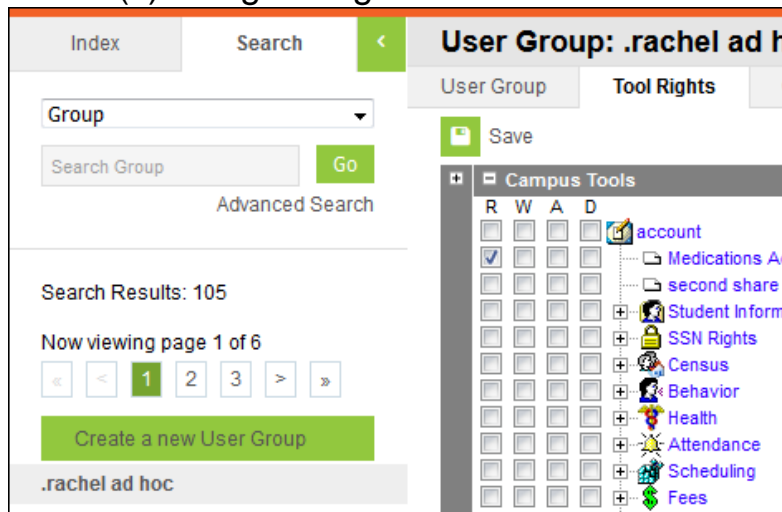 Index
Search
<
Group
Search Group
Go
Advanced Search
Search Results: 105
Now viewing page 1 of 6
« < 1 2 3 > »
Create a new User Group
.rachel ad hoc
User Group: .rachel ad h
User Group
Tool Rights
Save
Campus Tools
R W A D
account
Medications A
second share
Student Inform
SSN Rights
Census
Behavior
Health
Attendance
Scheduling
Fees